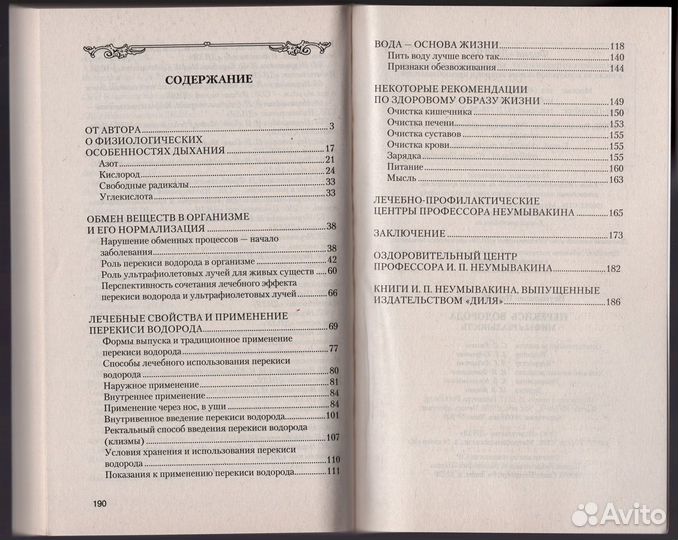 СОДЕРЖАНИЕ
ОТ АВТОРА 3
О ФИЗИОЛОГИЧЕСКИХ
ОСОБЕННОСТЯХ ДЫХАНИЯ 17
Азот 21
Кислород 24
Свободные радикалы 33
Углекислота 33
ОБМЕН ВЕЩЕСТВ В ОРГАНИЗМЕ
И ЕГО НОРМАЛИЗАЦИЯ 38
Нарушение обменных процессов — начало
заболевания 38
Роль перекиси водорода в организме 42
Роль ультрафиолетовых лучей для живых существ 60
Перспективность сочетания лечебного эффекта
перекиси водорода и ультрафиолетовых лучей 66
ЛЕЧЕБНЫЕ СВОЙСТВА И ПРИМЕНЕНИЕ
ПЕРЕКИСИ ВОДОРОДА 69
Формы выпуска и традиционное применение
перекиси водорода 77
Способы лечебного использования перекиси
водорода 80
Наружное применение 81
Внутреннее применение 84
Применение через нос, в уши 84
Внутривенное введение перекиси водорода 101
Ректальный способ введения перекиси водорода
(клизмы) 107
Условия хранения и использования перекиси
водорода 110
Показания к применению перекиси водорода 111
190
ВОДА — ОСНОВА ЖИЗНИ 118
Пить воду лучше всего так 140
Признаки обезвоживания 144
НЕКОТОРЫЕ РЕКОМЕНДАЦИИ
ПО ЗДОРОВОМУ ОБРАЗУ ЖИЗНИ 149
Очистка кишечника 150
Очистка печени 153
Очистка суставов 155
Очистка крови 155
Зарядка 155
Питание 160
Мысль 163
ЛЕЧЕБНО-ПРОФИЛАКТИЧЕСКИЕ
ЦЕНТРЫ ПРОФЕССОРА НЕУМЫВАКИНА 165
ЗАКЛЮЧЕНИЕ 173
ОЗДОРОВИТЕЛЬНЫЙ ЦЕНТР
ПРОФЕССОРА И. П. НЕУМЫВАКИНА 182
КНИГИ И. П. НЕУМЫВАКИНА, ВЫПУЩЕННЫЕ
ИЗДАТЕЛЬСТВОМ «ДИЛЯ» 186
Avito